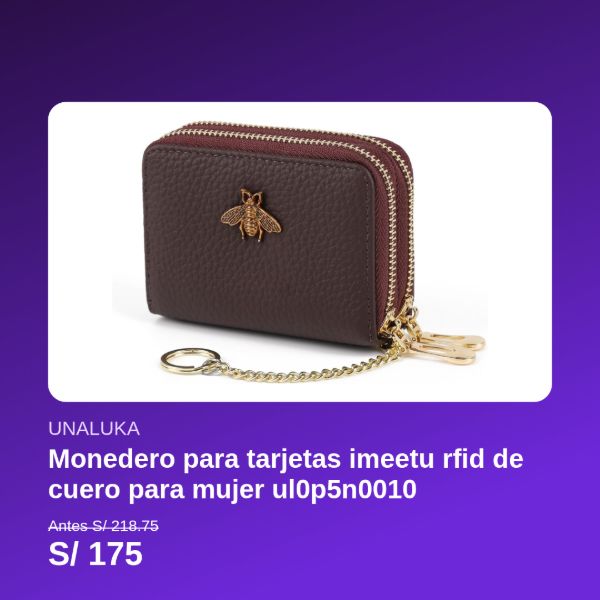 UNALUKA
Monedero para tarjetas imeetu rfid de
cuero para mujer ul0p5n0010
Antes S/ 218.75
S/ 175